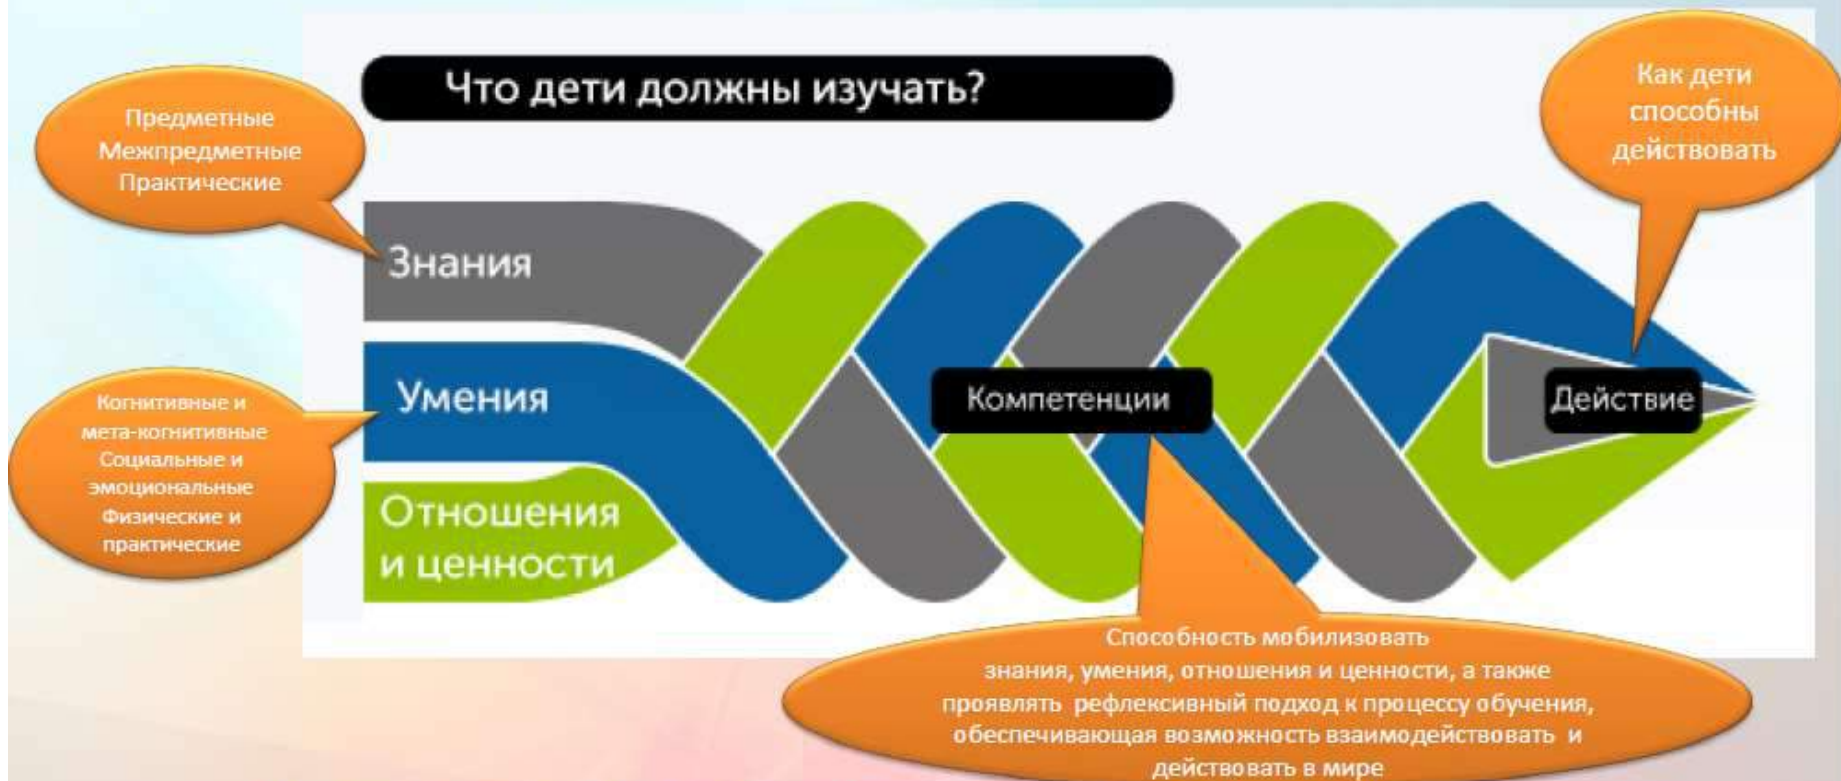 Что дети должны изучать?
Предметные
Межпредметные
Практические
Как дети
способны
действовать
Знания
Умения
Когнитивные и
мета-когнитивные
Социальные и
эмоциональные
Физические и
практические
Отношения
и ценности
Компетенции
Действие
Способность мобилизовать
знания, умения, отношения и ценности, а также
проявлять рефлексивный подход к процессу обучения,
обеспечивающая возможность взаимодействовать и
действовать в мире